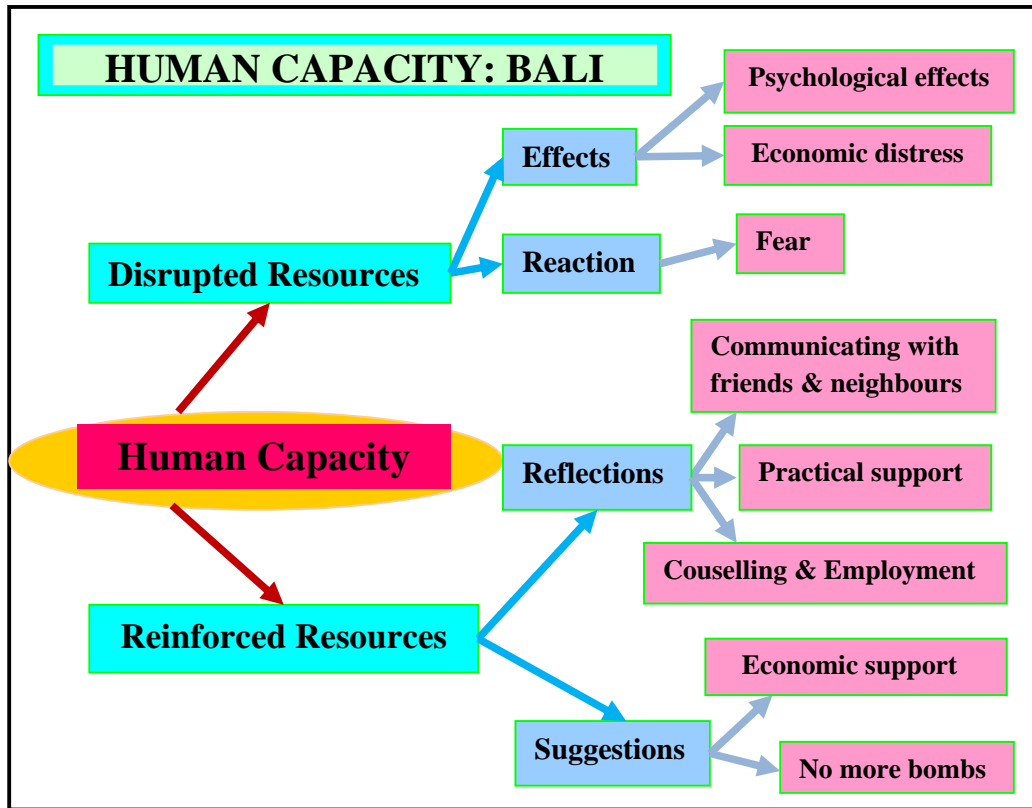 HUMAN CAPACITY: BALI
Psychological effects
Effects
Economic distress
Reaction
Fear
Disrupted Resources
Communicating with
friends & neighbours
Human Capacity
Reflections
Practical support
Couselling & Employment
Reinforced Resources
Economic support
Suggestions
No more bombs